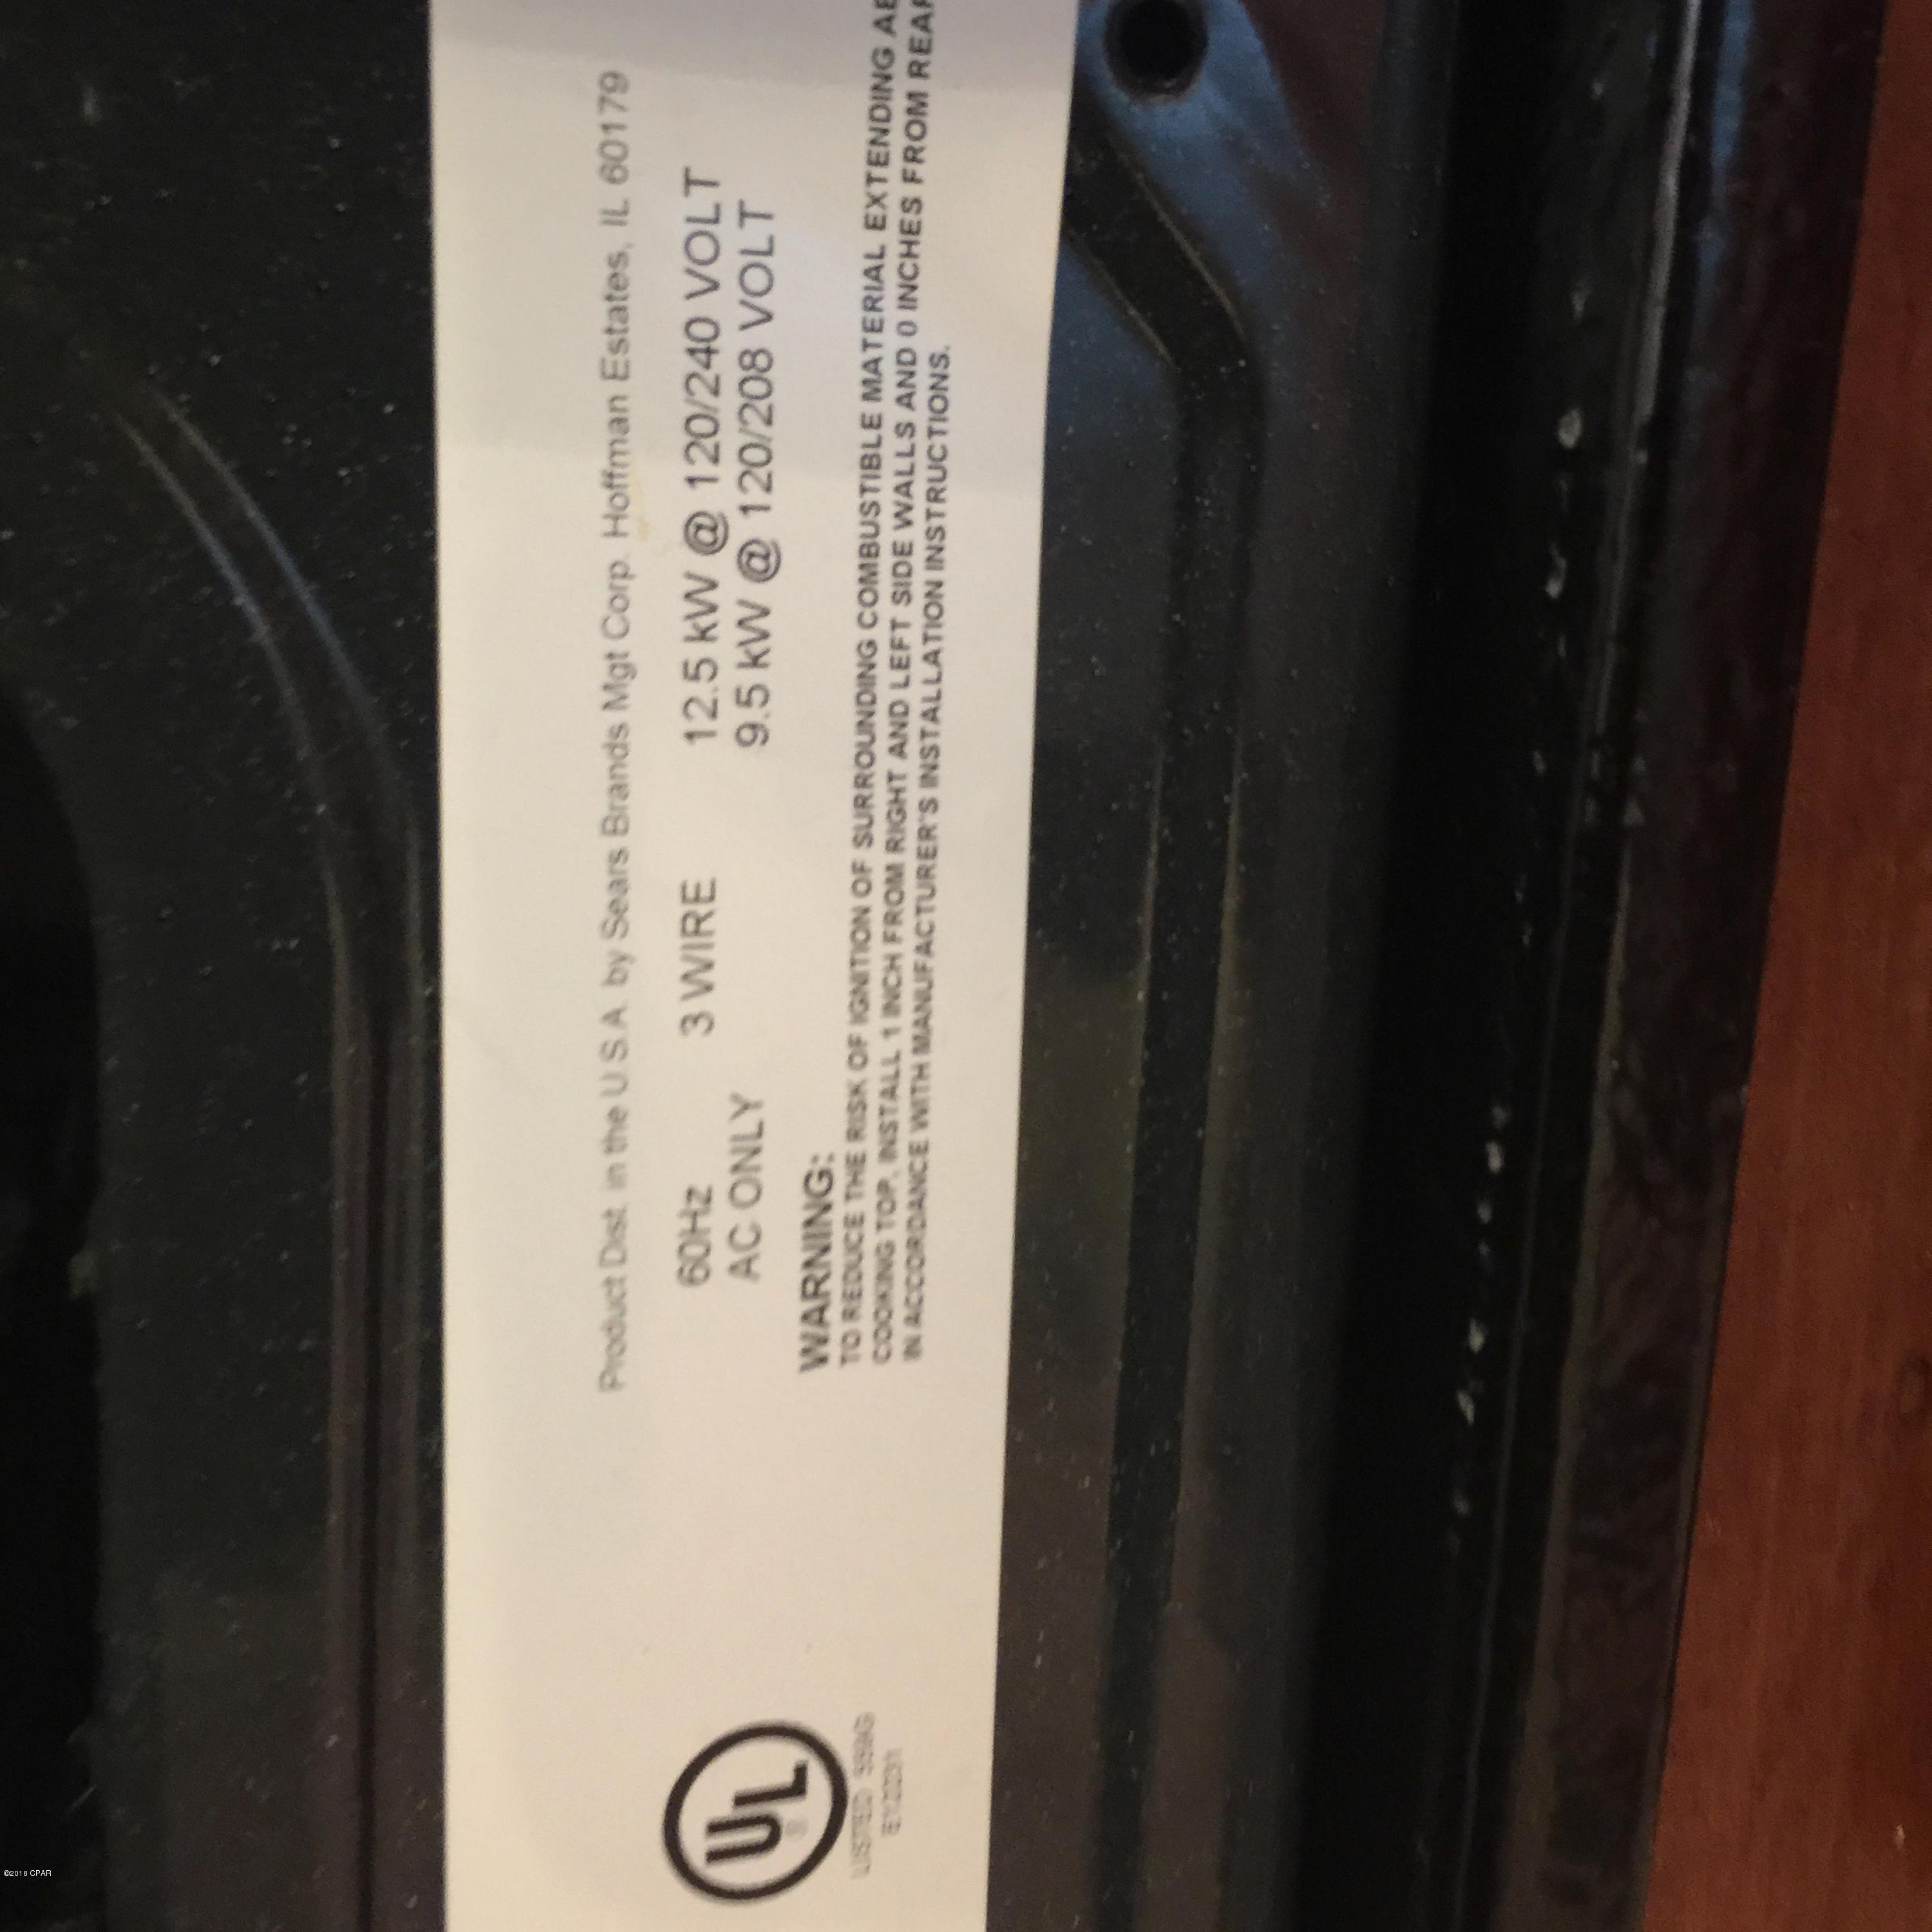 Product Dist. in the U.S.A. by Sears Brands Mgt Corp. Hoffman Estates, IL 60179
60Hz 3 WIRE 12.5 kW @ 120/240 VOLT
AC ONLY 9.5 kW @ 120/208 VOLT
WARNING:
TO REDUCE THE RISK OF IGNITION OF SURROUNDING COMBUSTIBLE MATERIAL EXTENDING
COOKING TOP, INSTALL 1 INCH FROM RIGHT AND LEFT SIDE WALLS AND 0 INCHES FROM REAR
IN ACCORDANCE WITH MANUFACTURER'S INSTALLATION INSTRUCTIONS.
UL ®
LISTED
©2018 CPAR